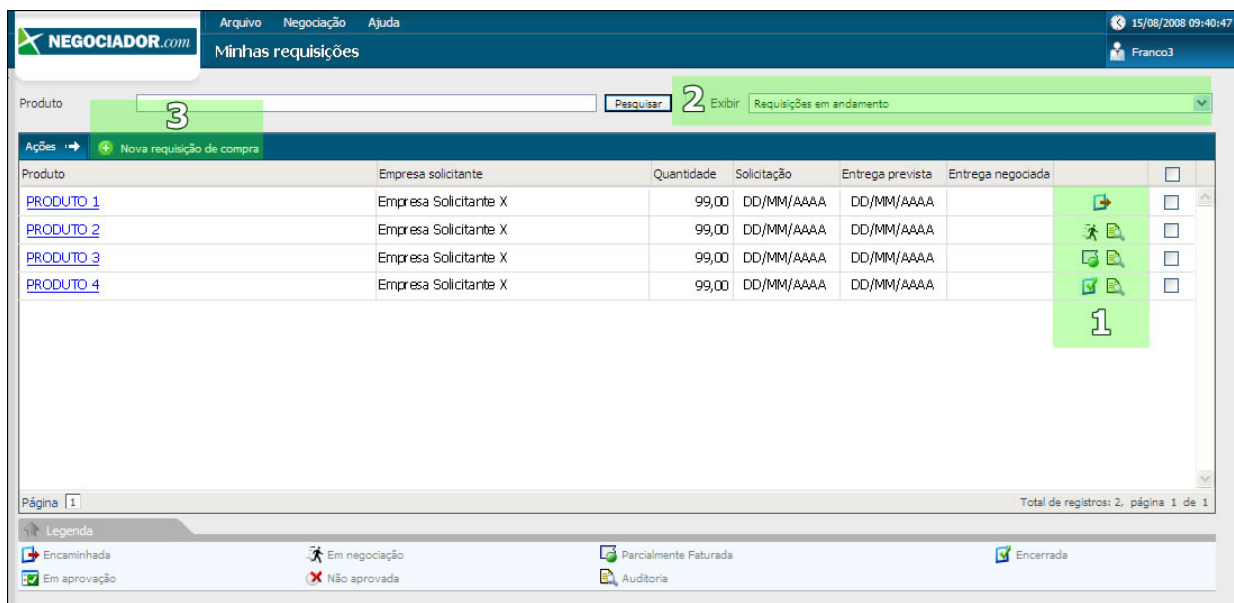 Arquivo Negociação Ajuda 15/08/2008 09:40:47
NEGOCIADOR.com Minhas requisições Franco3
Produto Pesquisar 2 Exibir Requisições em andamento
3
Ações Nova requisição de compra
Produto Empresa solicitante Quantidade Solicitação Entrega prevista Entrega negociada
PRODUTO 1 Empresa Solicitante X 99,00 DD/MM/AAAA DD/MM/AAAA
PRODUTO 2 Empresa Solicitante X 99,00 DD/MM/AAAA DD/MM/AAAA
PRODUTO 3 Empresa Solicitante X 99,00 DD/MM/AAAA DD/MM/AAAA
PRODUTO 4 Empresa Solicitante X 99,00 DD/MM/AAAA DD/MM/AAAA
1
Página 1 Total de registros: 2, página 1 de 1
Legenda
Encaminhada Em negociação Parcialmente Faturada Encerrada
Em aprovação Não aprovada Auditoria